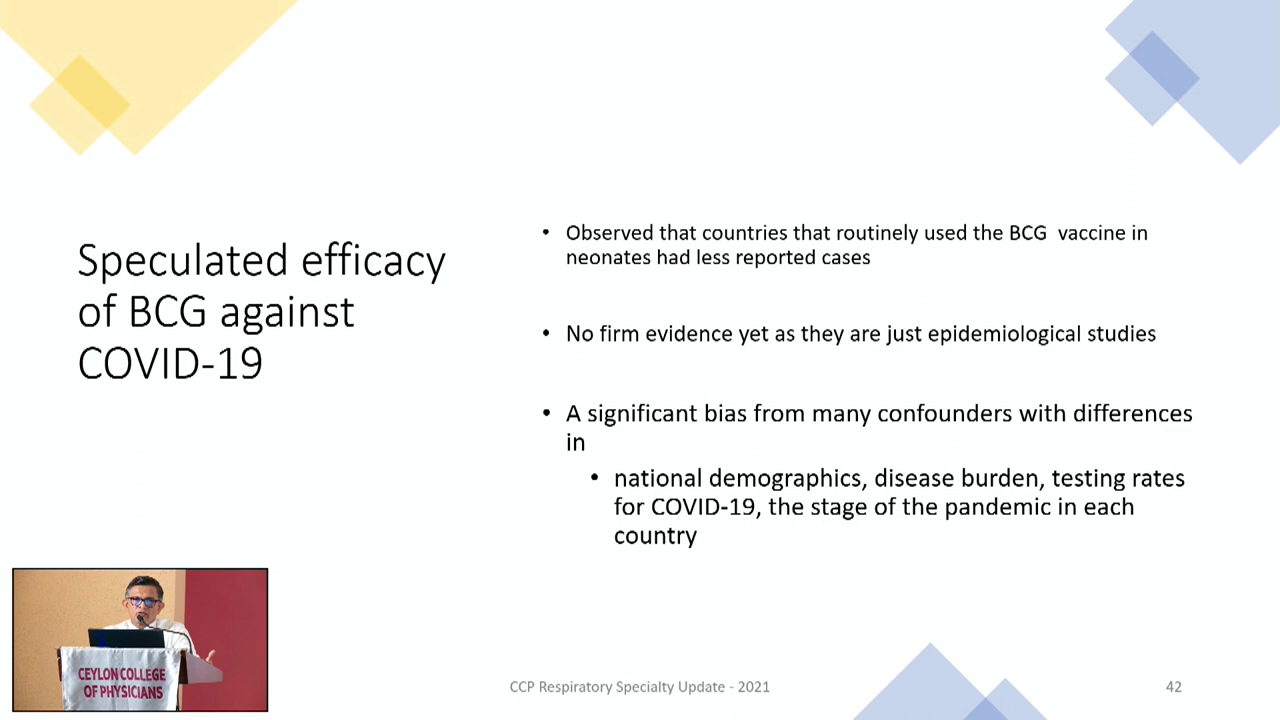 Speculated efficacy
of BCG against
COVID-19
• Observed that countries that routinely used the BCG vaccine in
neonates had less reported cases
• No firm evidence yet as they are just epidemiological studies
• A significant bias from many confounders with differences
in
• national demographics, disease burden, testing rates
for COVID-19, the stage of the pandemic in each
country
CEYLON COLLEGE
OF PHYSICIANS
CCP Respiratory Specialty Update - 2021
42